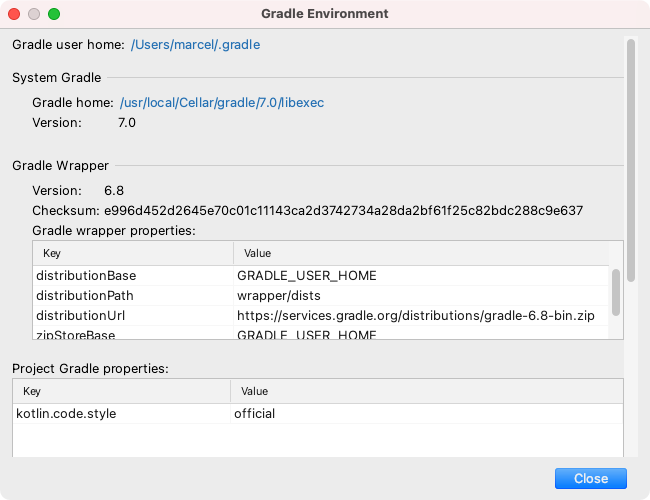 Gradle Environment
Gradle user home: /Users/marcel/.gradle
System Gradle
Gradle home: /usr/local/Cellar/gradle/7.0/libexec
Version: 7.0
Gradle Wrapper
Version: 6.8
Checksum: e996d452d2645e70c01c11143ca2d3742734a28da2bf61f25c82bdc288c9e637
Gradle wrapper properties:
Key Value
distributionBase GRADLE_USER_HOME
distributionPath wrapper/dists
distributionUrl https://services.gradle.org/distributions/gradle-6.8-bin.zip
zipStoreBase GRADLE_USER_HOME
Project Gradle properties:
Key Value
kotlin.code.style official
Close